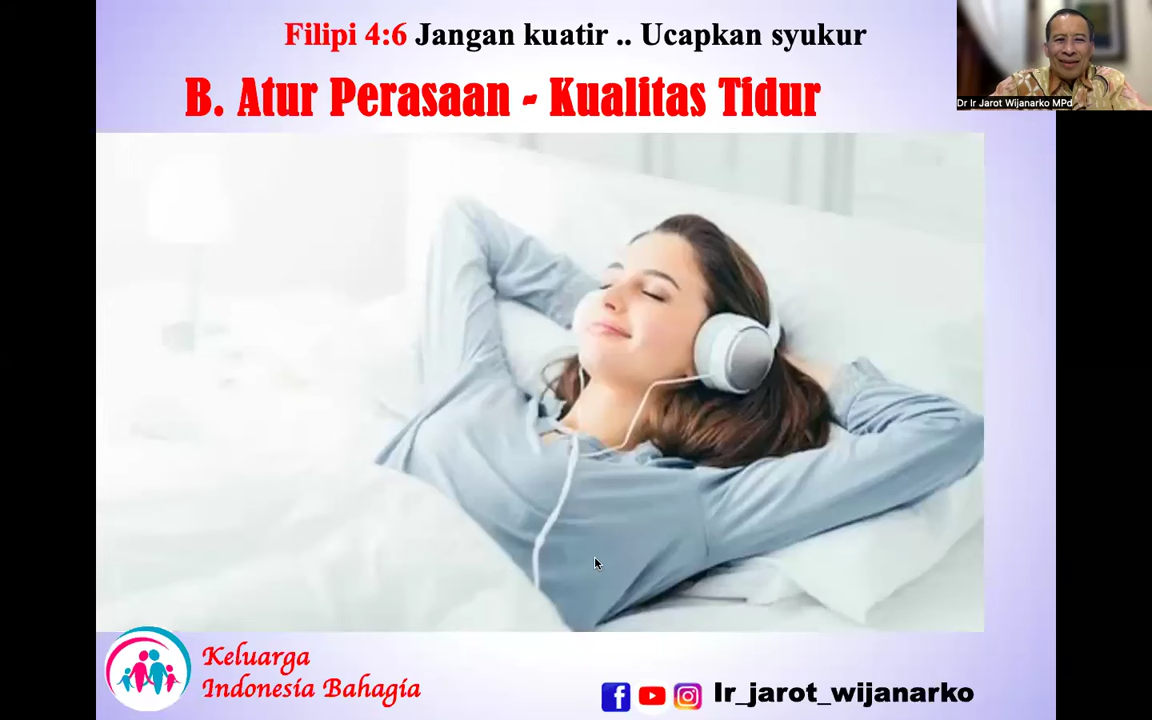 Filipi 4:6 Jangan kuatir .. Ucapkan syukur
B. Atur Perasaan - Kualitas Tidur
Dr Ir Jarot Wijanarko MPd
Keluarga
Indonesia Bahagia
Ir_jarot_wijanarko